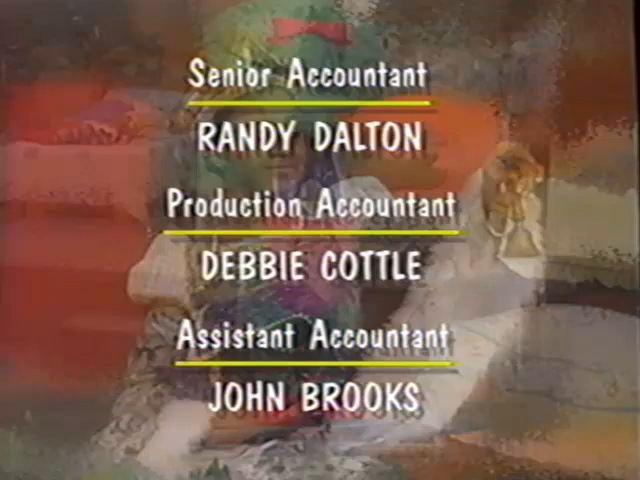 Senior Accountant
RANDY DALTON
Production Accountant
DEBBIE COTTLE
Assistant Accountant
JOHN BROOKS